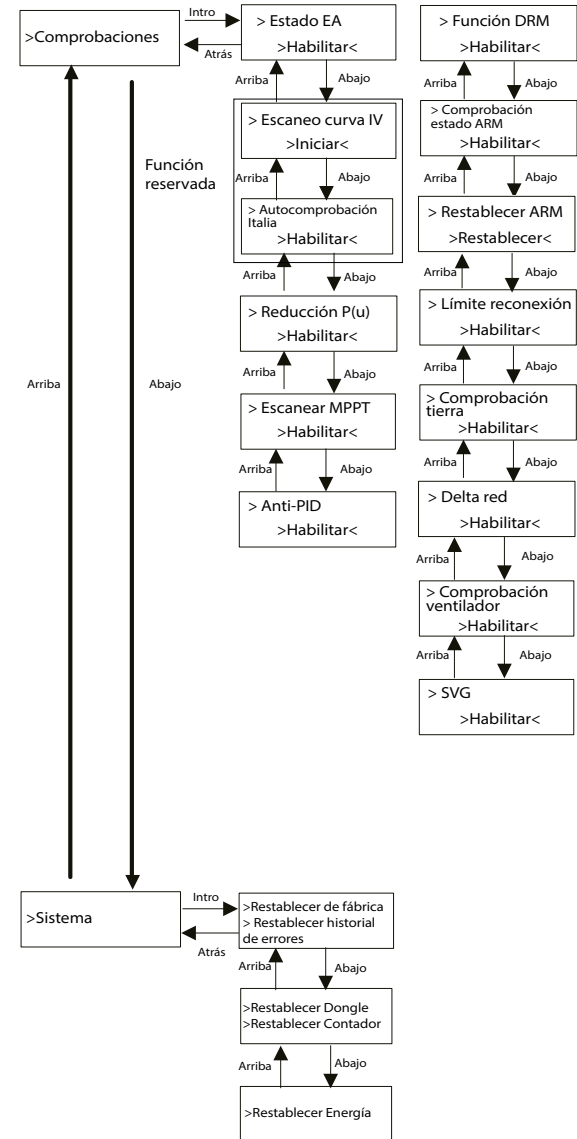 >Comprobaciones
Intro
Atrás
> Estado EA
>Habilitar<
Arriba
Abajo
Función
reservada
> Escaneo curva IV
>Iniciar<
Arriba
Abajo
> Autocomprobación
Italia
>Habilitar<
Arriba
Abajo
> Reducción P(u)
>Habilitar<
Arriba
Abajo
> Escanear MPPT
>Habilitar<
Arriba
Abajo
> Anti-PID
>Habilitar<
> Función DRM
>Habilitar<
Arriba
Abajo
> Comprobación
estado ARM
>Habilitar<
Arriba
Abajo
> Restablecer ARM
>Restablecer<
Arriba
Abajo
> Límite reconexión
>Habilitar<
Arriba
Abajo
> Comprobación
tierra
>Habilitar<
Arriba
Abajo
> Delta red
>Habilitar<
Arriba
Abajo
> Comprobación
ventilador
>Habilitar<
Arriba
Abajo
> SVG
>Habilitar<
Arriba
Abajo
>Sistema
Intro
Atrás
>Restablecer de fábrica
> Restablecer historial
de errores
Arriba
Abajo
>Restablecer Dongle
>Restablecer Contador
Arriba
Abajo
>Restablecer Energía